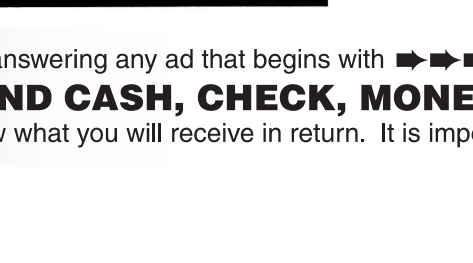 answering any ad that begins with ➡➡
ND CASH, CHECK, MONE
what you will receive in return. It is impo